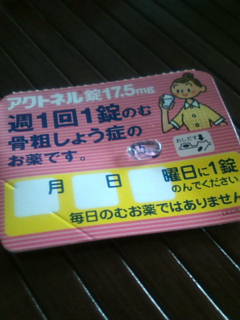 アクトネル錠17.5mg
週1回1錠のむ
骨粗しょう症の
お薬です。
月 日 曜日に1錠
のんでください
毎日のむお薬ではありません